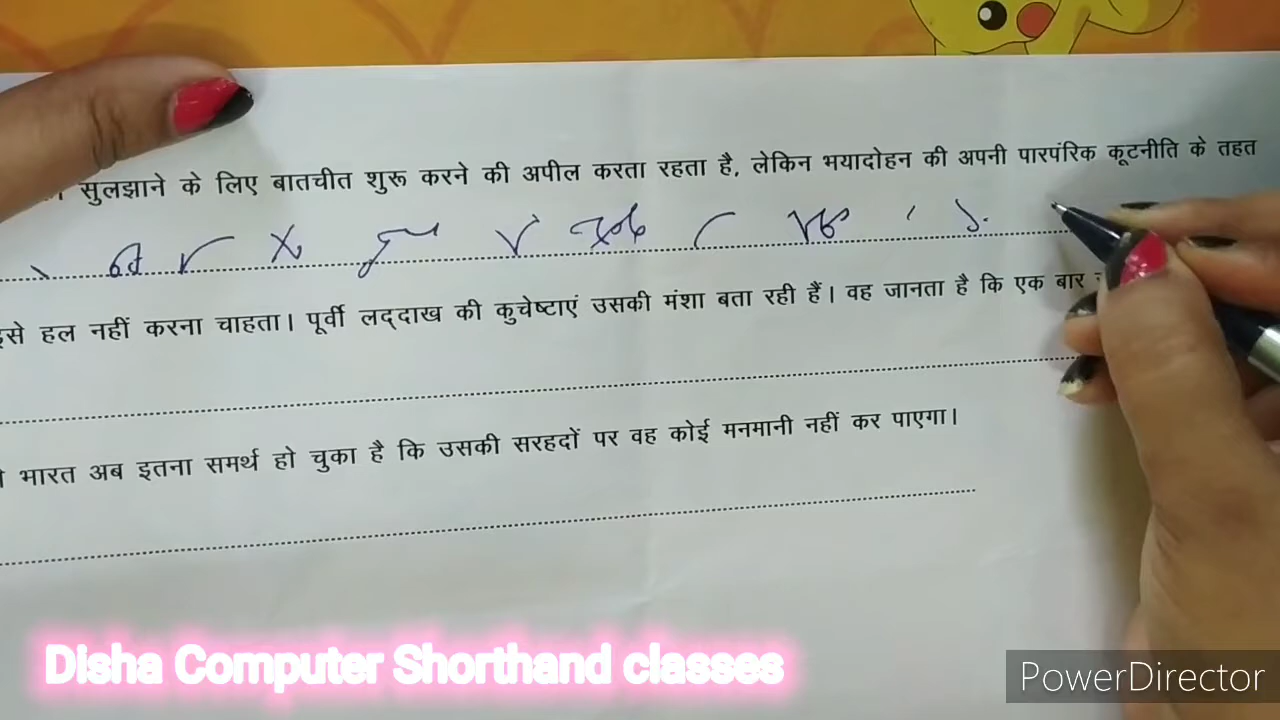 सुलझाने के लिए बातचीत शुरू करने की अपील करता रहता है, लेकिन भयादोहन की अपनी पारपंरिक कूटनीति के तहत
इसे हल नहीं करना चाहता। पूर्वी लद्दाख की कुचेष्टाएं उसकी मंशा बता रही हैं। वह जानता है कि एक बार
भारत अब इतना समर्थ हो चुका है कि उसकी सरहदों पर वह कोई मनमानी नहीं कर पाएगा।
Disha Computer Shorthand classes
PowerDirector